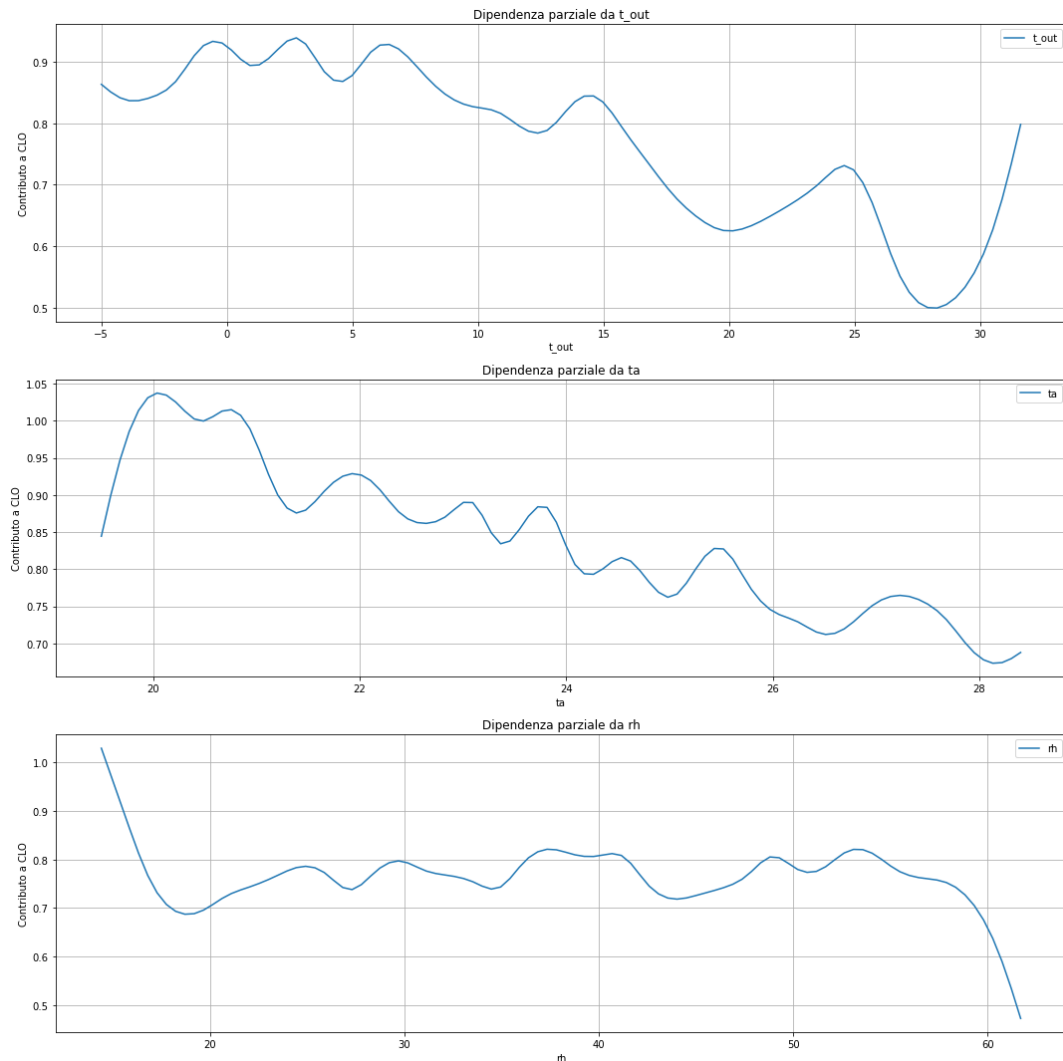 Dipendenza parziale da t_out
t_out
0.9
0.8
0.7
0.6
0.5
Contributo a CLO
−5 0 5 10 15 20 25 30
t_out
Dipendenza parziale da ta
ta
1.05
1.00
0.95
0.90
0.85
0.80
0.75
0.70
Contributo a CLO
20 22 24 26 28
ta
Dipendenza parziale da rh
rh
1.0
0.9
0.8
0.7
0.6
0.5
Contributo a CLO
20 30 40 50 60
rh